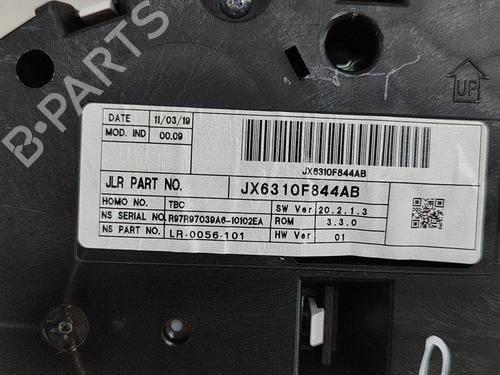 B-PARTS
UP
DATE 11/03/19
MOD. IND 00.09
JX6310F844AB
JLR PART NO. JX6310F844AB
HOMO NO. TBC SW Ver 20.2.1.3
NS SERIAL NO. R97R97039A6-10102EA ROM 3.3.0
NS PART NO. LR-0056-101 HW Ver 01